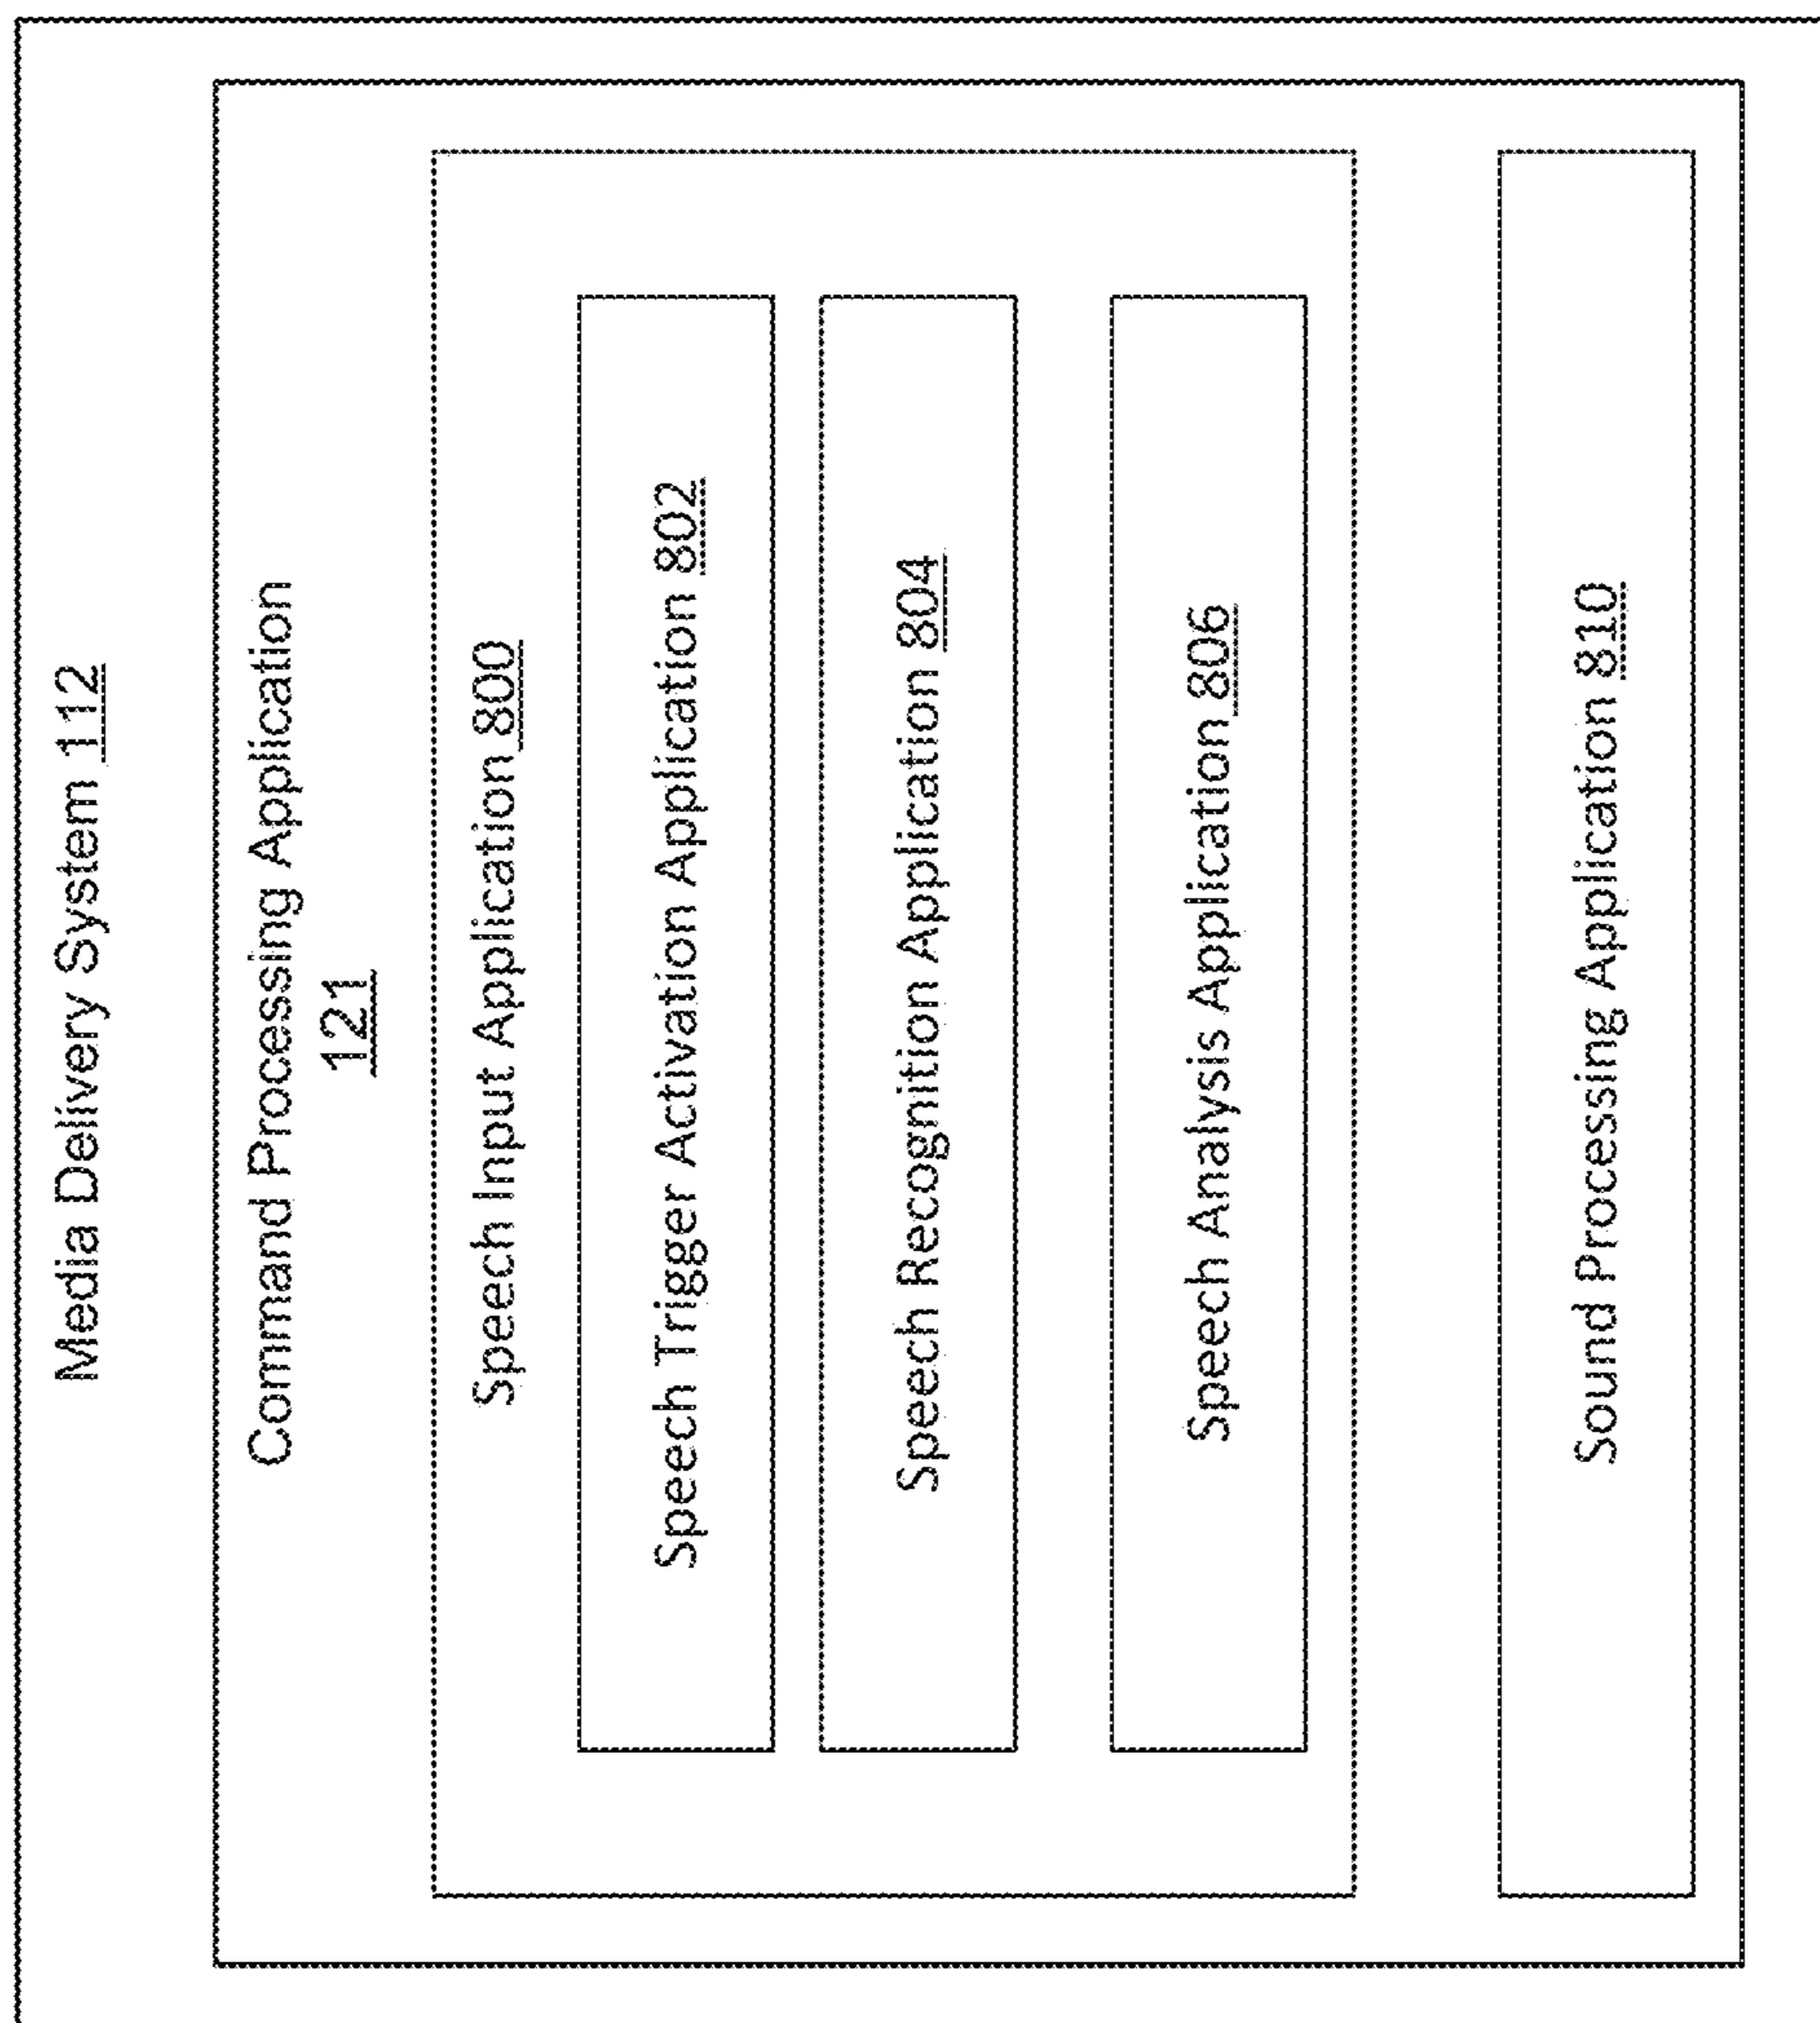 Media Delivery System 112
Command Processing Application
121
Speech Input Application 800
Speech Trigger Activation Application 802
Speech Recognition Application 804
Speech Analysis Application 806
Sound Processing Application 810